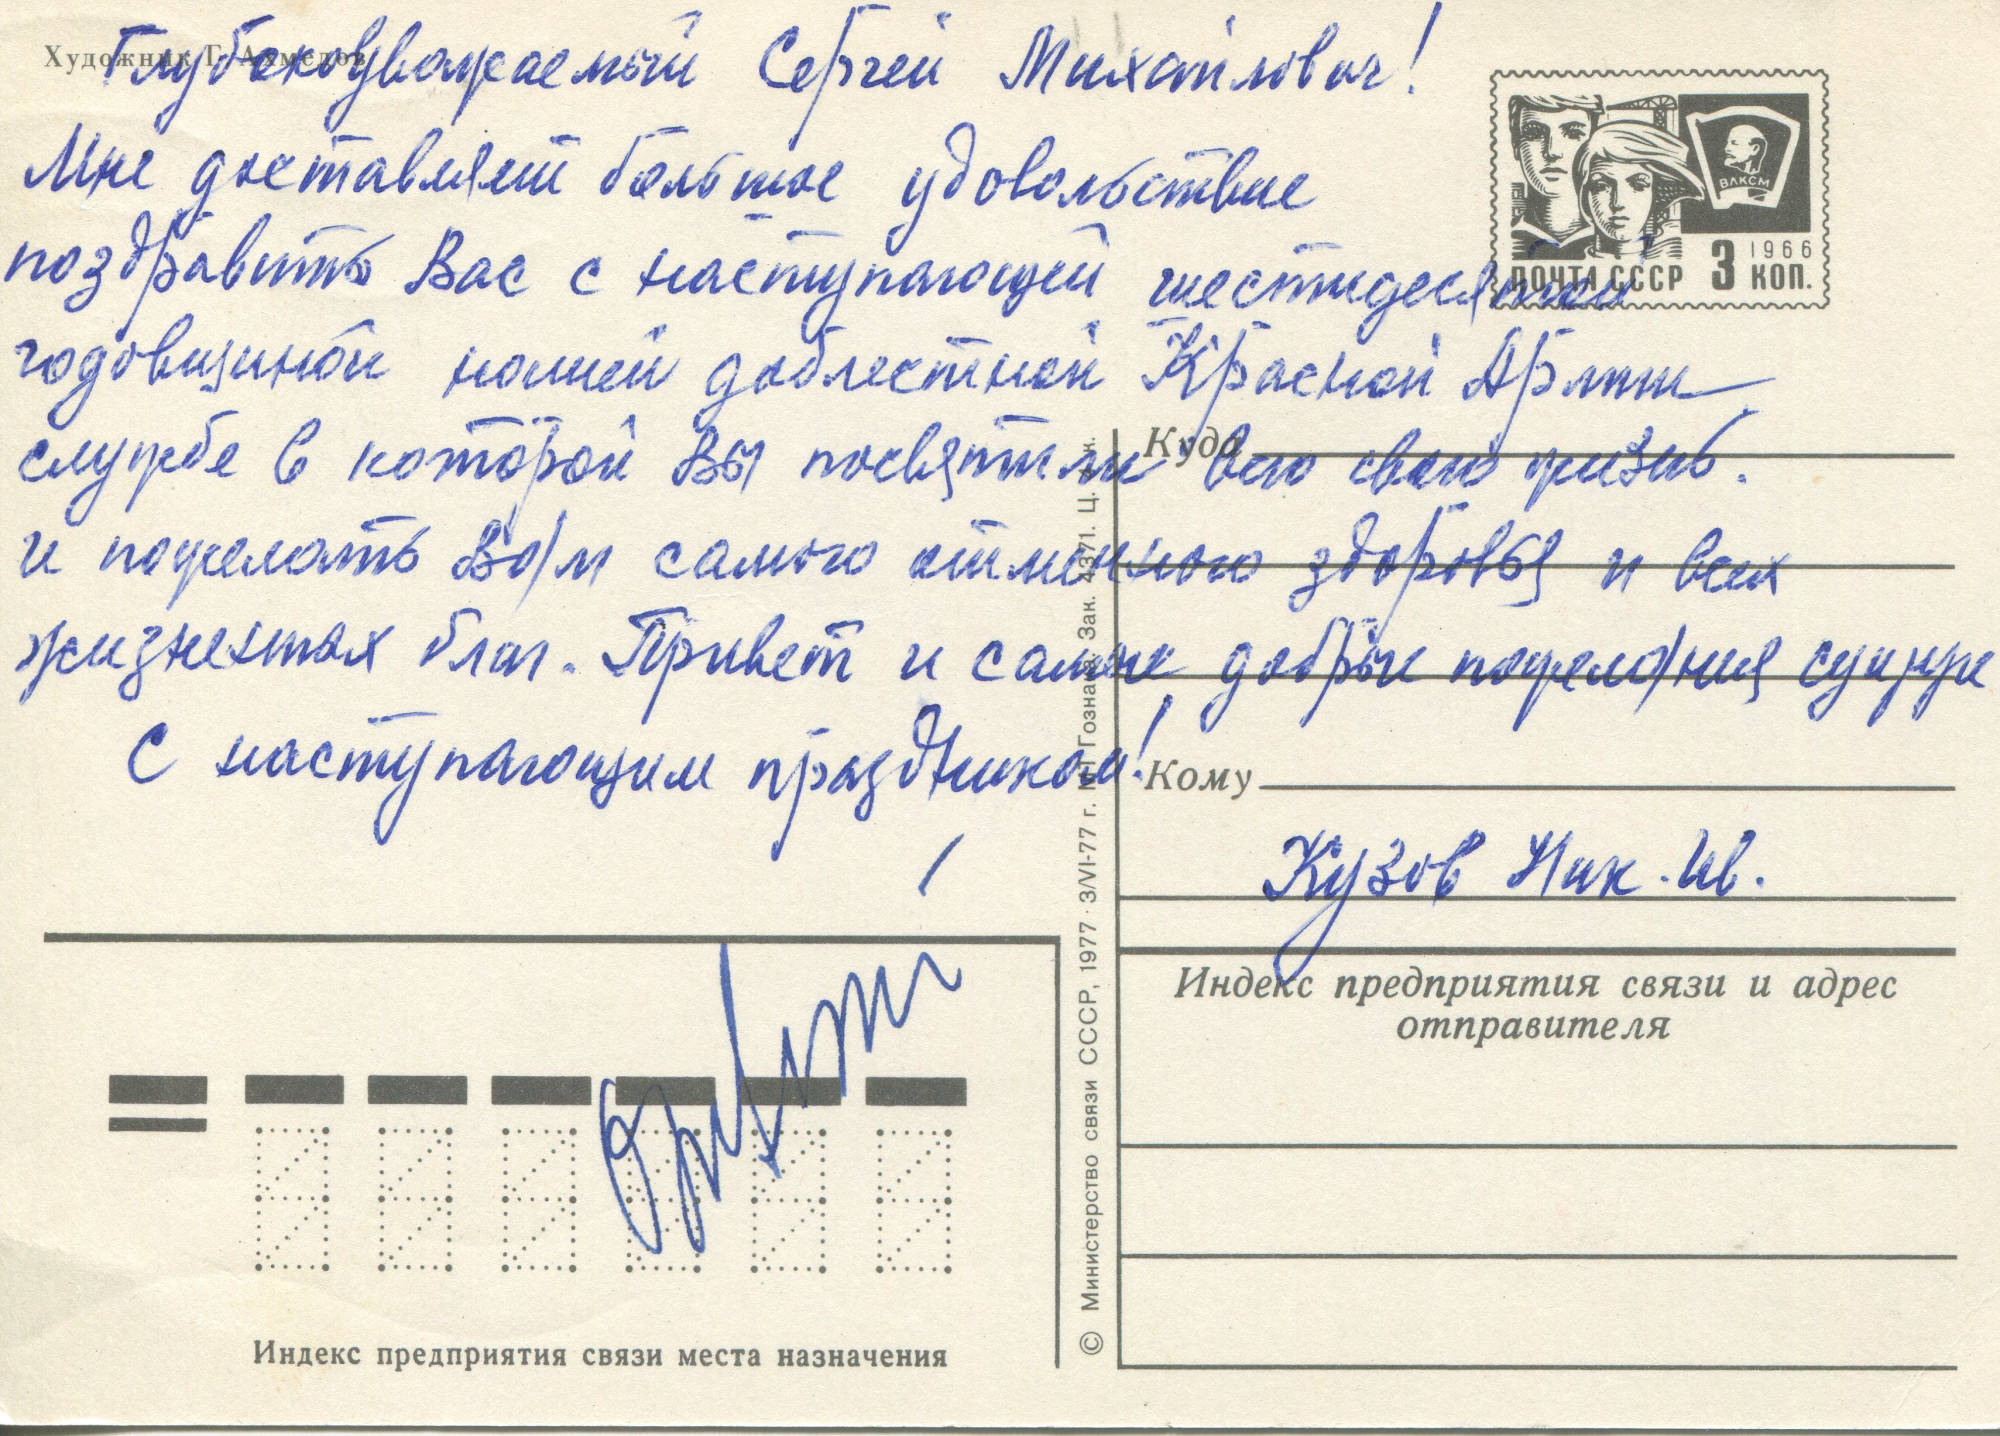 Художник Г. Ахмедов
Глубокоуважаемый Сергей Михайлович!
Мне доставляет большое удовольствие
поздравить Вас с наступающей шестидесятой
годовщиной нашей доблестной Красной Армии
службе в которой Вы посвятили всю свою жизнь.
и пожелать Вам самого отменного здоровья и всех
жизненных благ. Привет и самые добрые пожелания супруге
С наступающим праздником!
ВЛКСМ
1966
ПОЧТА СССР 3 КОП.
Куда
Кому
Кузов Ник. Ив.
Индекс предприятия связи и адрес
отправителя
Индекс предприятия связи места назначения
© Министерство связи СССР, 1977 · 3/VI-77 г. МТ Гознака. Зак. 4371. Ц. 4 к.